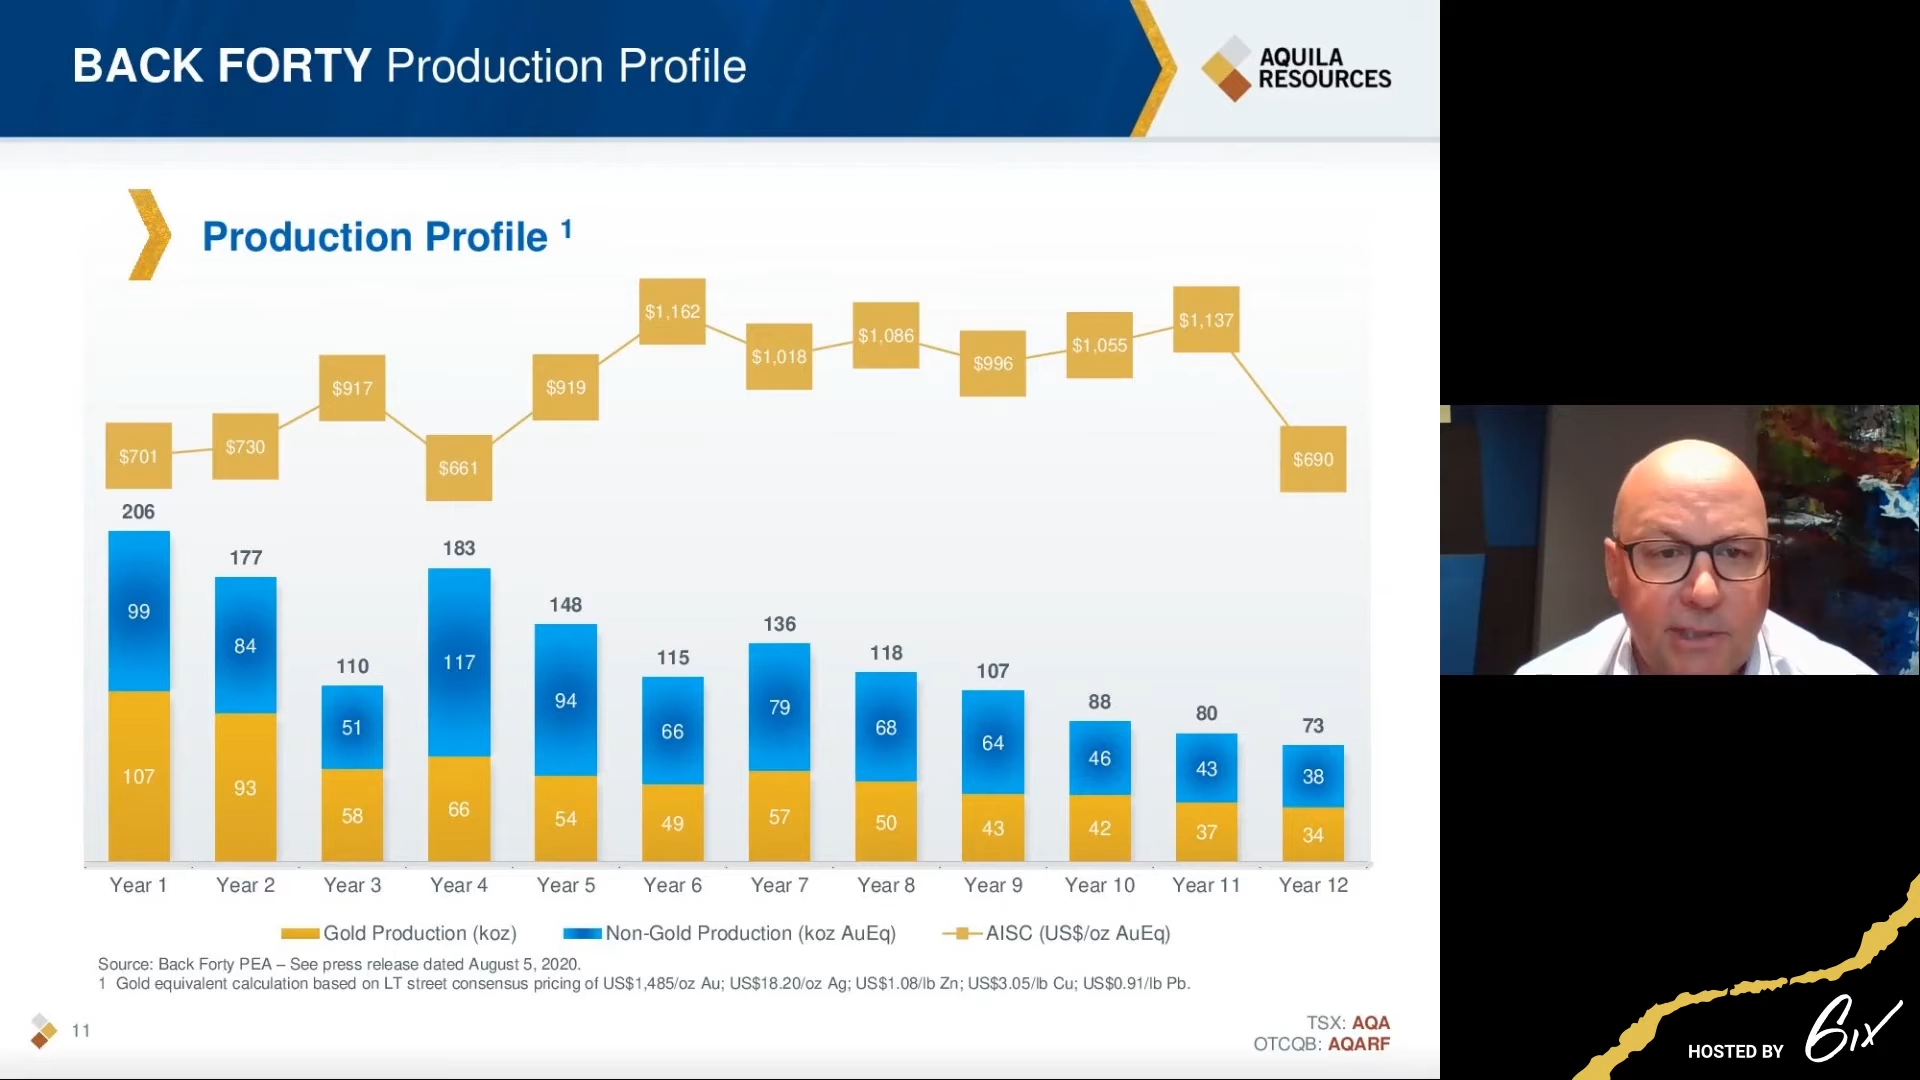 BACK FORTY Production Profile
AQUILA
RESOURCES
Production Profile 1
$701 $730 $917 $661 $919 $1,162 $1,018 $1,086 $996 $1,055 $1,137 $690
206 177 110 183 148 115 136 118 107 88 80 73
99 84 51 117 94 66 79 68 64 46 43 38
107 93 58 66 54 49 57 50 43 42 37 34
Year 1 Year 2 Year 3 Year 4 Year 5 Year 6 Year 7 Year 8 Year 9 Year 10 Year 11 Year 12
Gold Production (koz) Non-Gold Production (koz AuEq) AISC (US$/oz AuEq)
Source: Back Forty PEA – See press release dated August 5, 2020.
1 Gold equivalent calculation based on LT street consensus pricing of US$1,485/oz Au; US$18.20/oz Ag; US$1.08/lb Zn; US$3.05/lb Cu; US$0.91/lb Pb.
11
TSX: AQA
OTCQB: AQARF
HOSTED BY 6ix